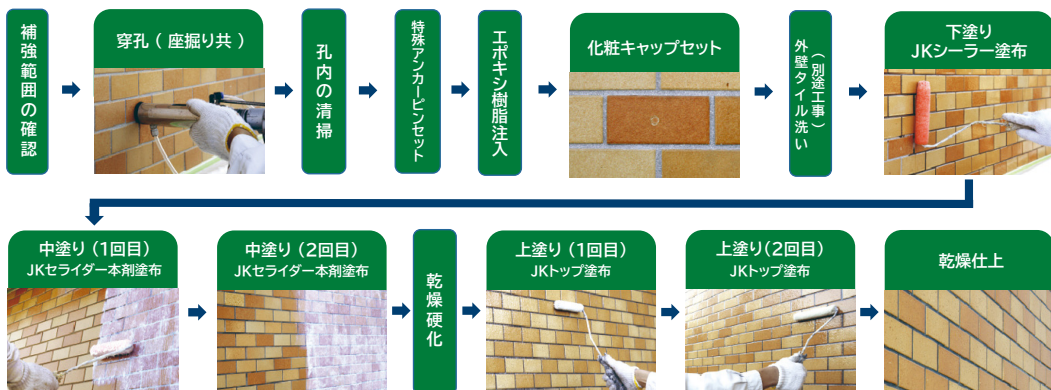 補強範囲の確認
穿孔(座掘り共)
孔内の清掃
特殊アンカーピンセット
エポキシ樹脂注入
化粧キャップセット
(別途工事)
外壁タイル洗い
下塗り
JKシーラー塗布
中塗り(1回目)
JKセライダー本剤塗布
中塗り(2回目)
JKセライダー本剤塗布
乾燥硬化
上塗り(1回目)
JKトップ塗布
上塗り(2回目)
JKトップ塗布
乾燥仕上